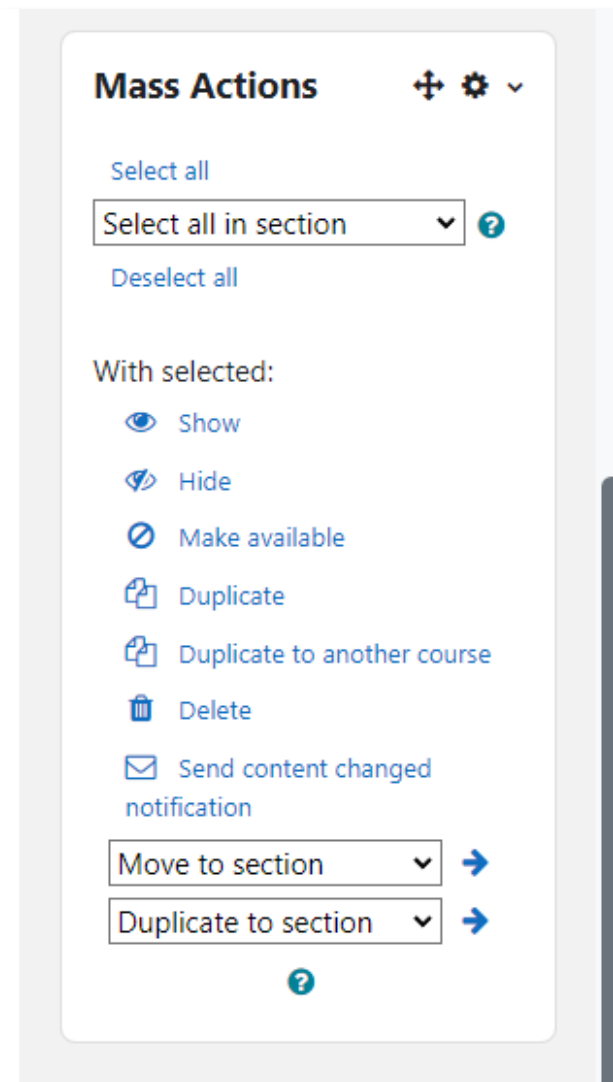 Mass Actions
Select all
Select all in section
Deselect all
With selected:
Show
Hide
Make available
Duplicate
Duplicate to another course
Delete
Send content changed
notification
Move to section
Duplicate to section